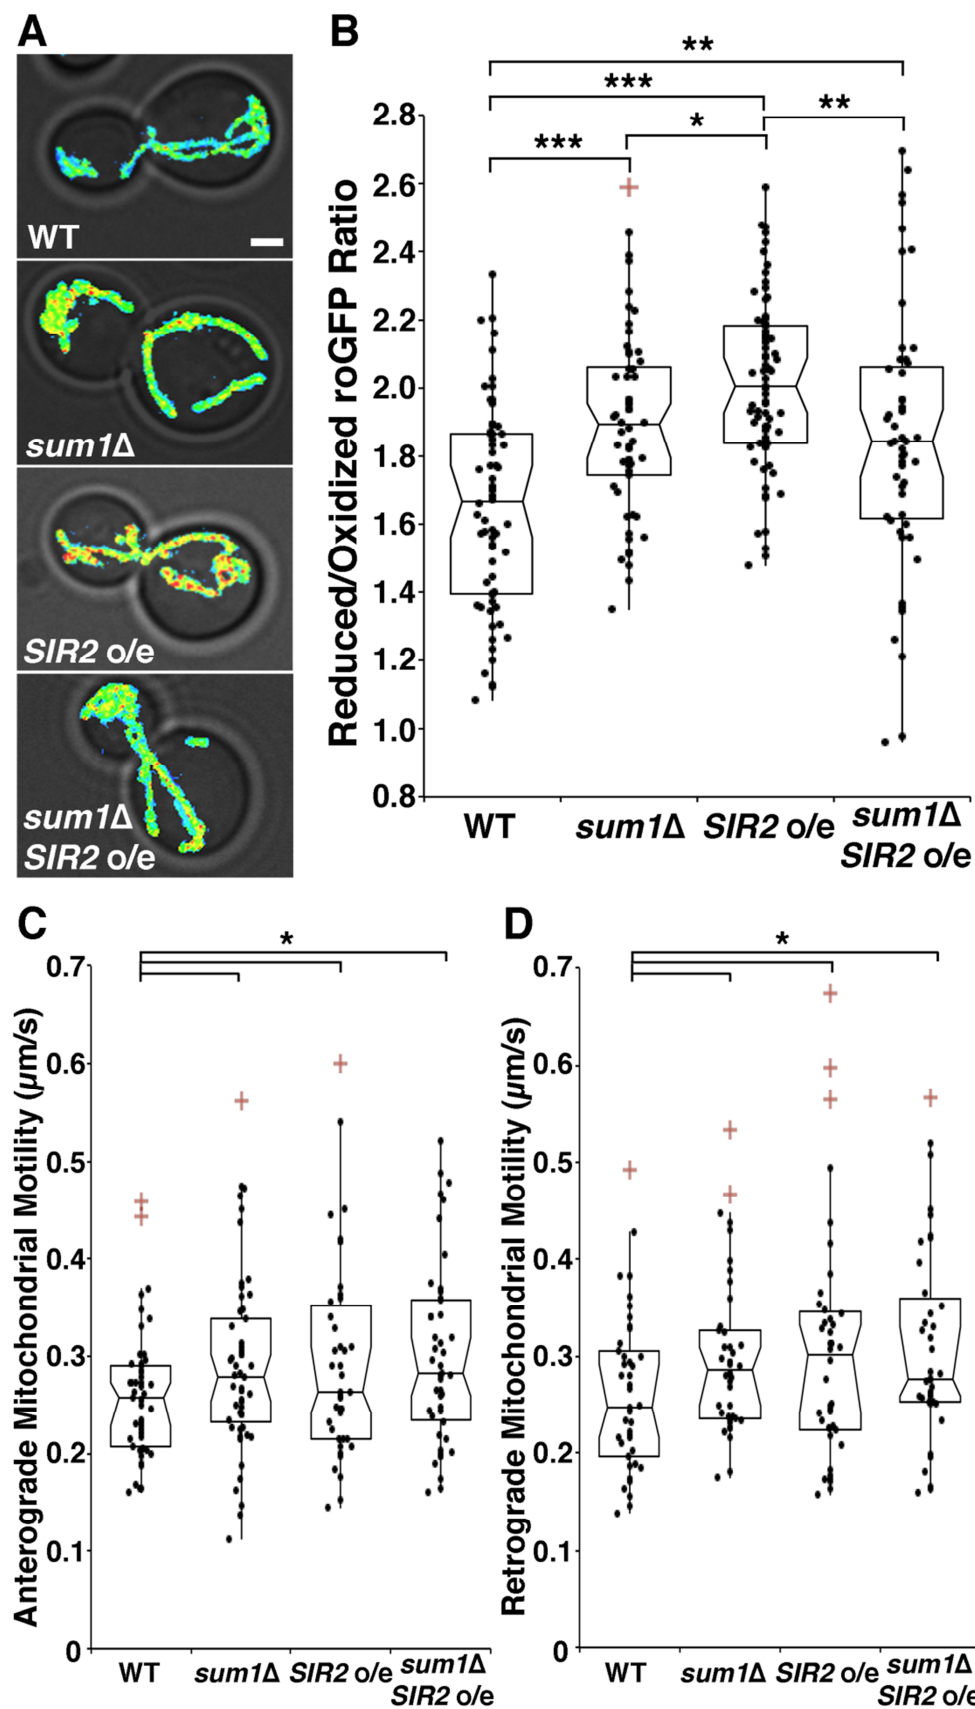 A
WT
sum1Δ
SIR2 o/e
sum1Δ
SIR2 o/e
B
**
***
**
*
***
Reduced/Oxidized roGFP Ratio
2.8
2.6
2.4
2.2
2.0
1.8
1.6
1.4
1.2
1.0
0.8
WT
sum1Δ
SIR2 o/e
sum1Δ
SIR2 o/e
C
*
Anterograde Mitochondrial Motility (μm/s)
0.7
0.6
0.5
0.4
0.3
0.2
0.1
0
WT
sum1Δ
SIR2 o/e
sum1Δ
SIR2 o/e
D
*
Retrograde Mitochondrial Motility (μm/s)
0.7
0.6
0.5
0.4
0.3
0.2
0.1
0
WT
sum1Δ
SIR2 o/e
sum1Δ
SIR2 o/e